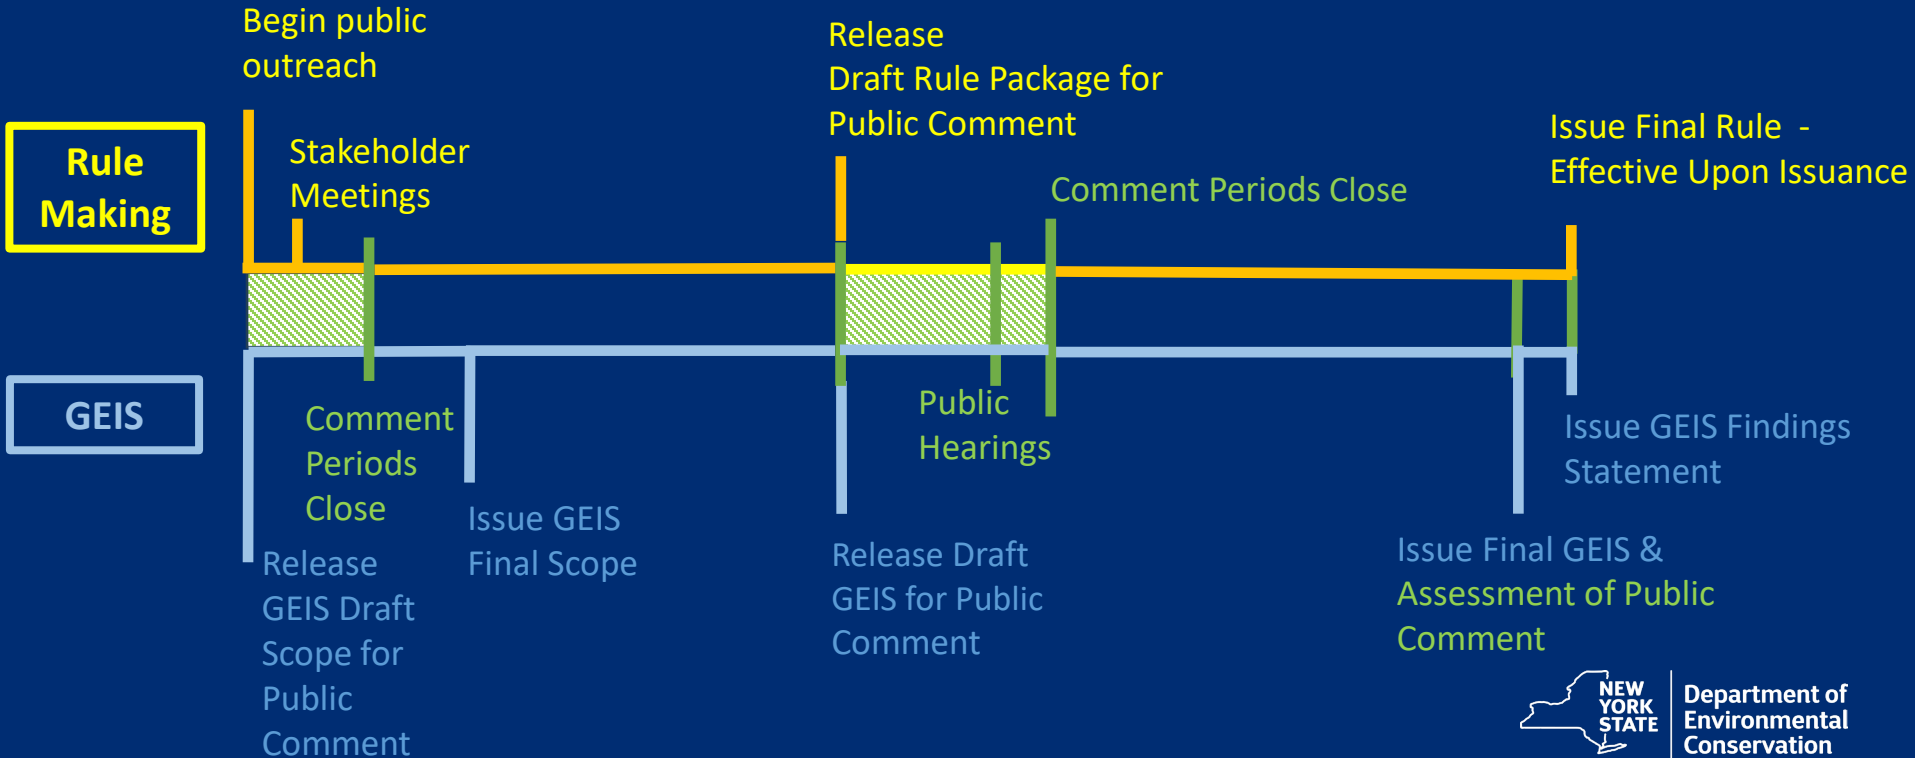 Begin public
outreach
Release
Draft Rule Package for
Public Comment
Issue Final Rule -
Effective Upon Issuance
Rule
Making
Stakeholder
Meetings
Comment Periods Close
GEIS
Comment
Periods
Close
Public
Hearings
Issue GEIS Findings
Statement
Issue GEIS
Final Scope
Release
GEIS Draft
Scope for
Public
Comment
Release Draft
GEIS for Public
Comment
Issue Final GEIS &
Assessment of Public
Comment
NEW
YORK
STATE
Department of
Environmental
Conservation